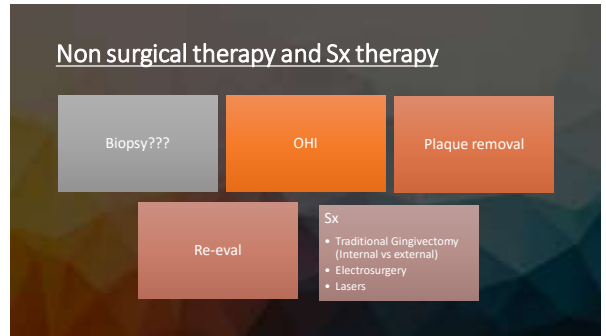 Non surgical therapy and Sx therapy
Biopsy???
OHI
Plaque removal
Re-eval
Sx
• Traditional Gingivectomy
(Internal vs external)
• Electrosurgery
• Lasers